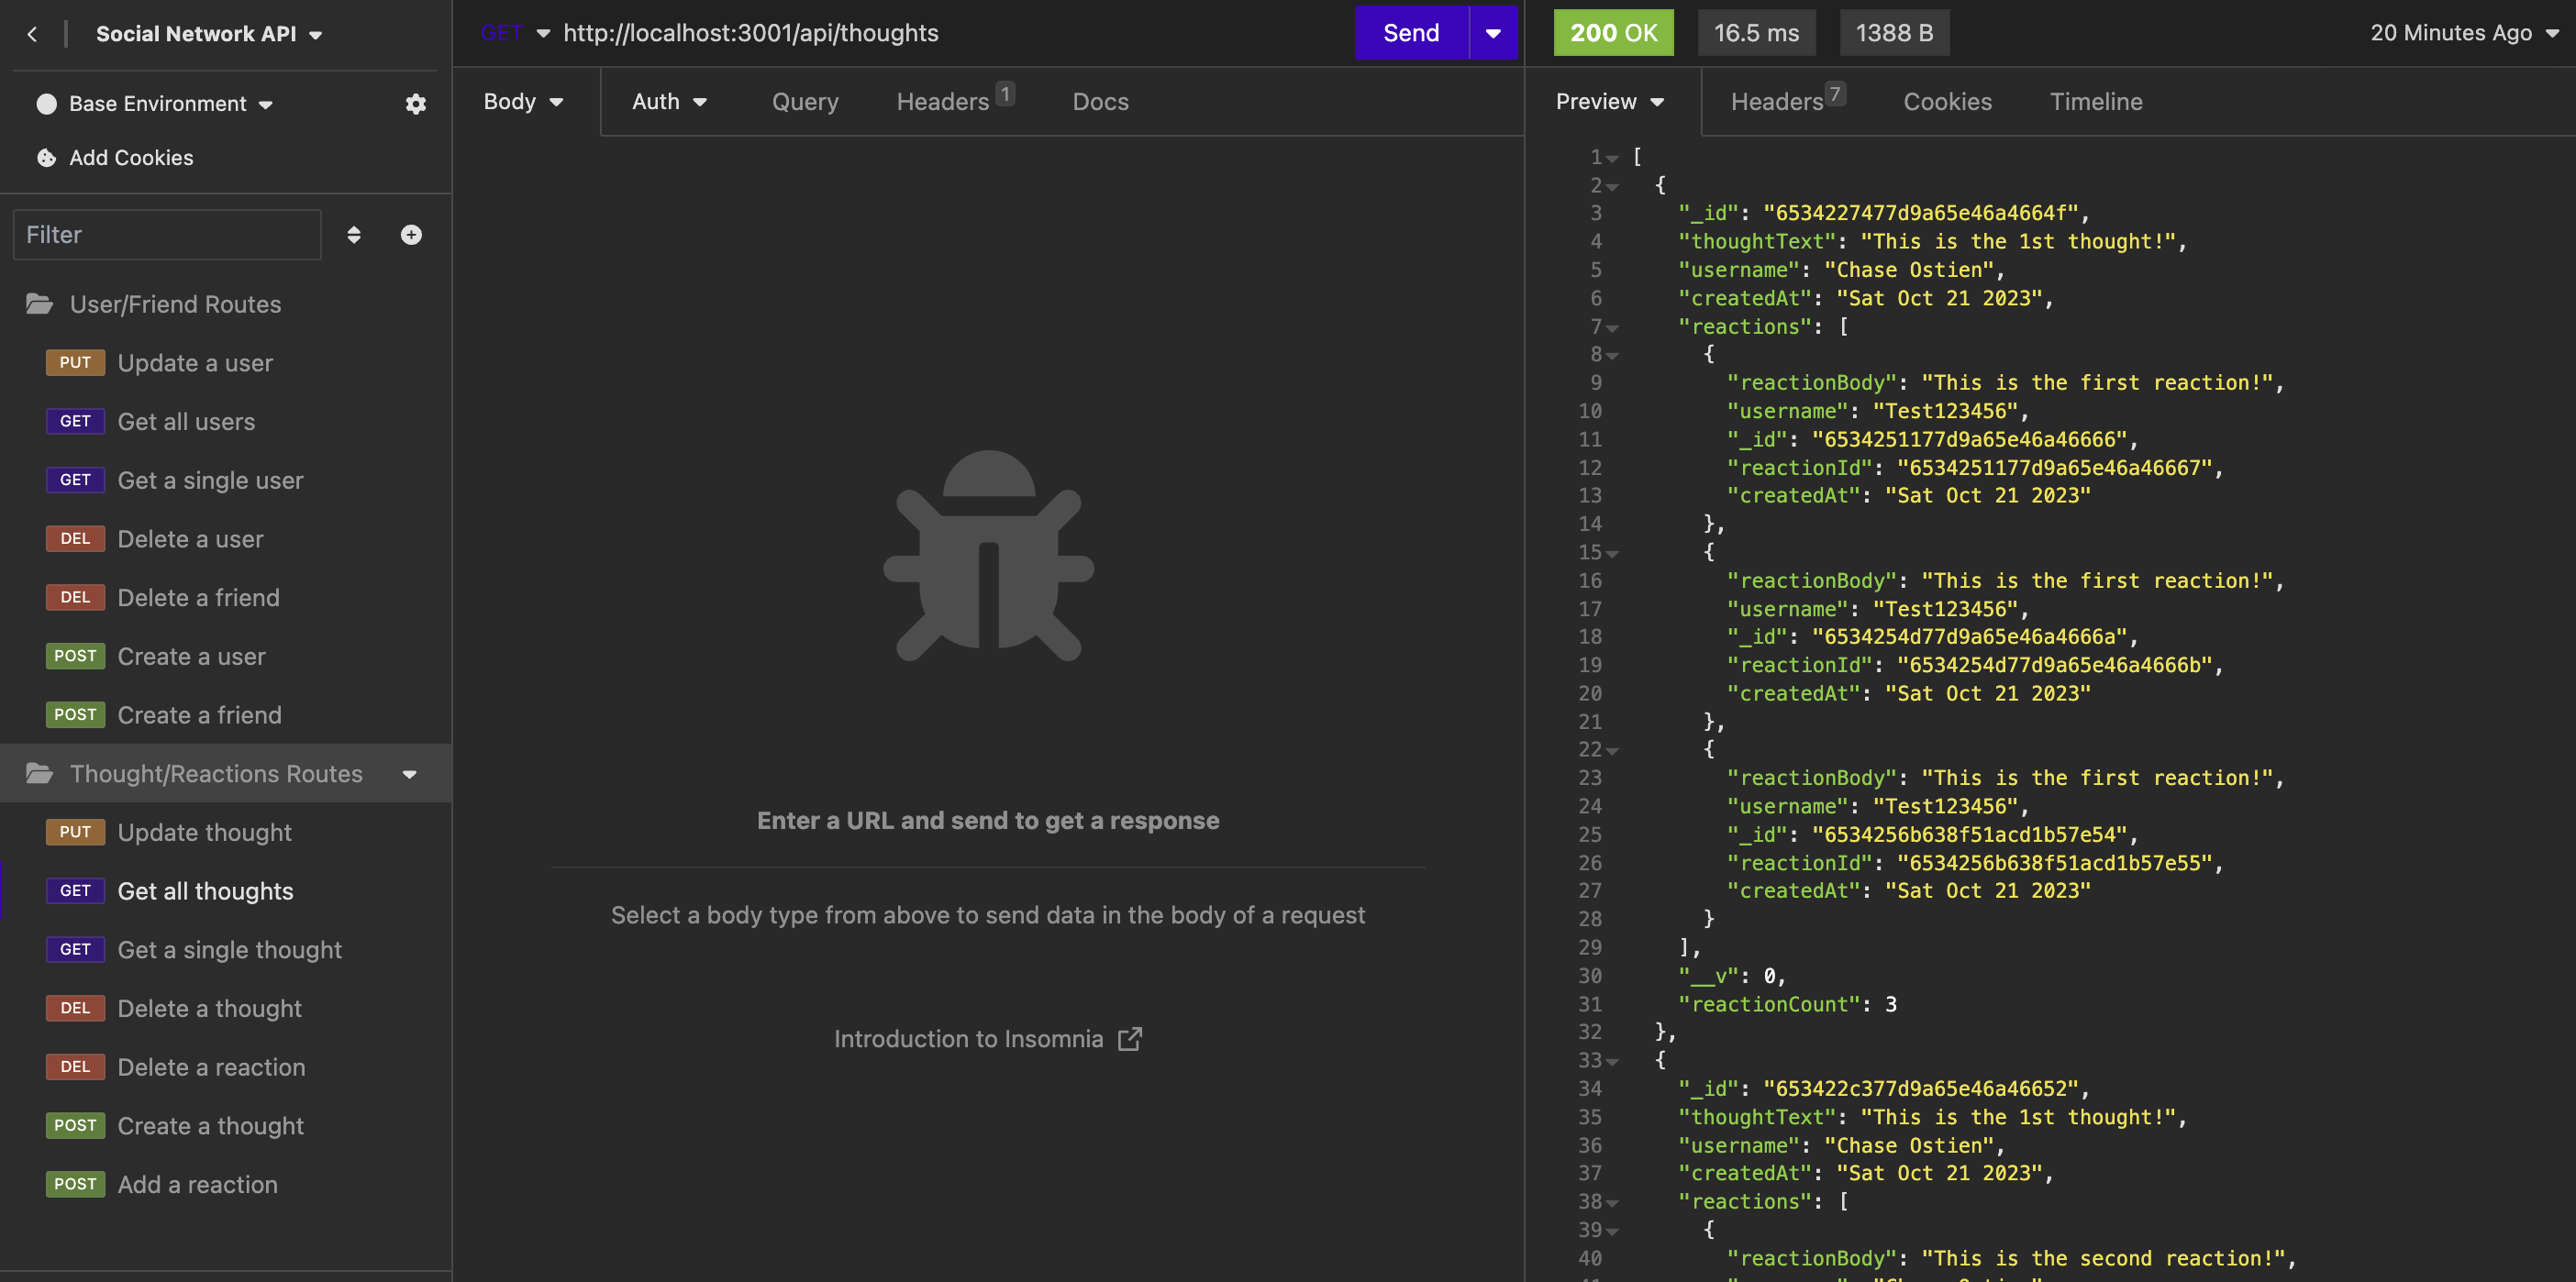 Social Network API
Base Environment
Add Cookies
Filter
User/Friend Routes
PUT Update a user
GET Get all users
GET Get a single user
DEL Delete a user
DEL Delete a friend
POST Create a user
POST Create a friend
Thought/Reactions Routes
PUT Update thought
GET Get all thoughts
GET Get a single thought
DEL Delete a thought
DEL Delete a reaction
POST Create a thought
POST Add a reaction
GET http://localhost:3001/api/thoughts Send
Body Auth Query Headers 1 Docs
Enter a URL and send to get a response
Select a body type from above to send data in the body of a request
Introduction to Insomnia
200 OK 16.5 ms 1388 B 20 Minutes Ago
Preview Headers 7 Cookies Timeline
1 [
2 {
3 "_id": "6534227477d9a65e46a4664f",
4 "thoughtText": "This is the 1st thought!",
5 "username": "Chase Ostien",
6 "createdAt": "Sat Oct 21 2023",
7 "reactions": [
8 {
9 "reactionBody": "This is the first reaction!",
10 "username": "Test123456",
11 "_id": "6534251177d9a65e46a46666",
12 "reactionId": "6534251177d9a65e46a46667",
13 "createdAt": "Sat Oct 21 2023"
14 },
15 {
16 "reactionBody": "This is the first reaction!",
17 "username": "Test123456",
18 "_id": "6534254d77d9a65e46a4666a",
19 "reactionId": "6534254d77d9a65e46a4666b",
20 "createdAt": "Sat Oct 21 2023"
21 },
22 {
23 "reactionBody": "This is the first reaction!",
24 "username": "Test123456",
25 "_id": "6534256b638f51acd1b57e54",
26 "reactionId": "6534256b638f51acd1b57e55",
27 "createdAt": "Sat Oct 21 2023"
28 }
29 ],
30 "__v": 0,
31 "reactionCount": 3
32 },
33 {
34 "_id": "653422c377d9a65e46a46652",
35 "thoughtText": "This is the 1st thought!",
36 "username": "Chase Ostien",
37 "createdAt": "Sat Oct 21 2023",
38 "reactions": [
39 {
40 "reactionBody": "This is the second reaction!",